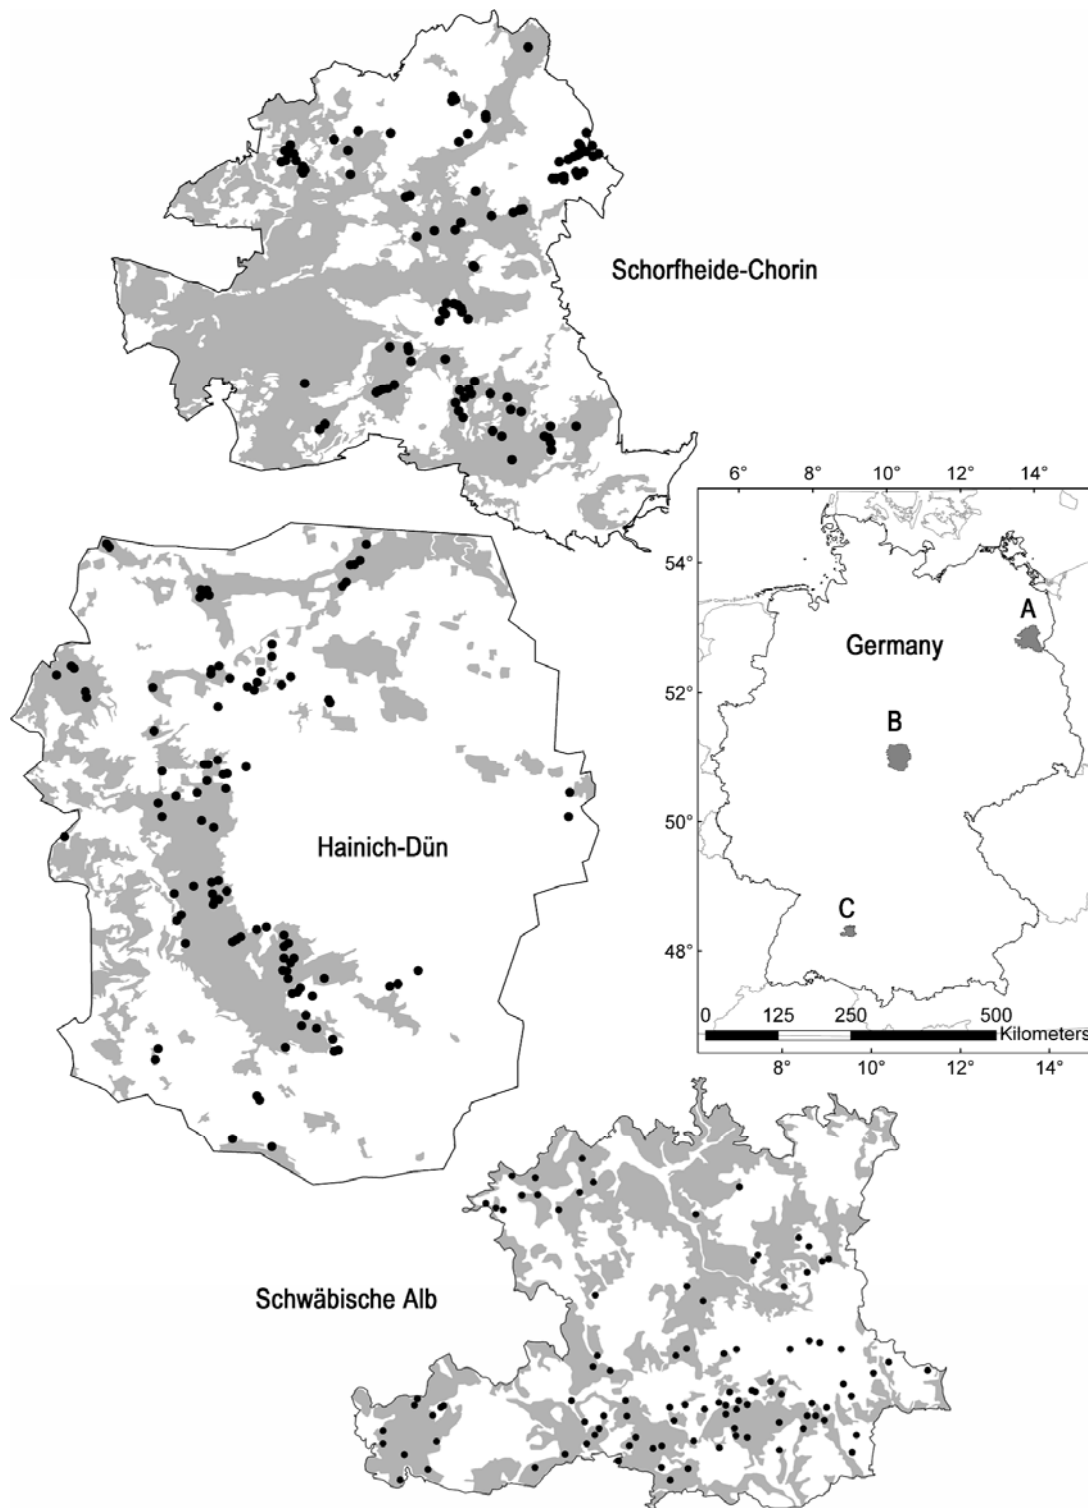 Schorfheide-Chorin
6° 8° 10° 12° 14°
54°
A
Germany
52°
B
Hainich-Dün
50°
C
48°
0 125 250 500
Kilometers
8° 10° 12° 14°
Schwäbische Alb